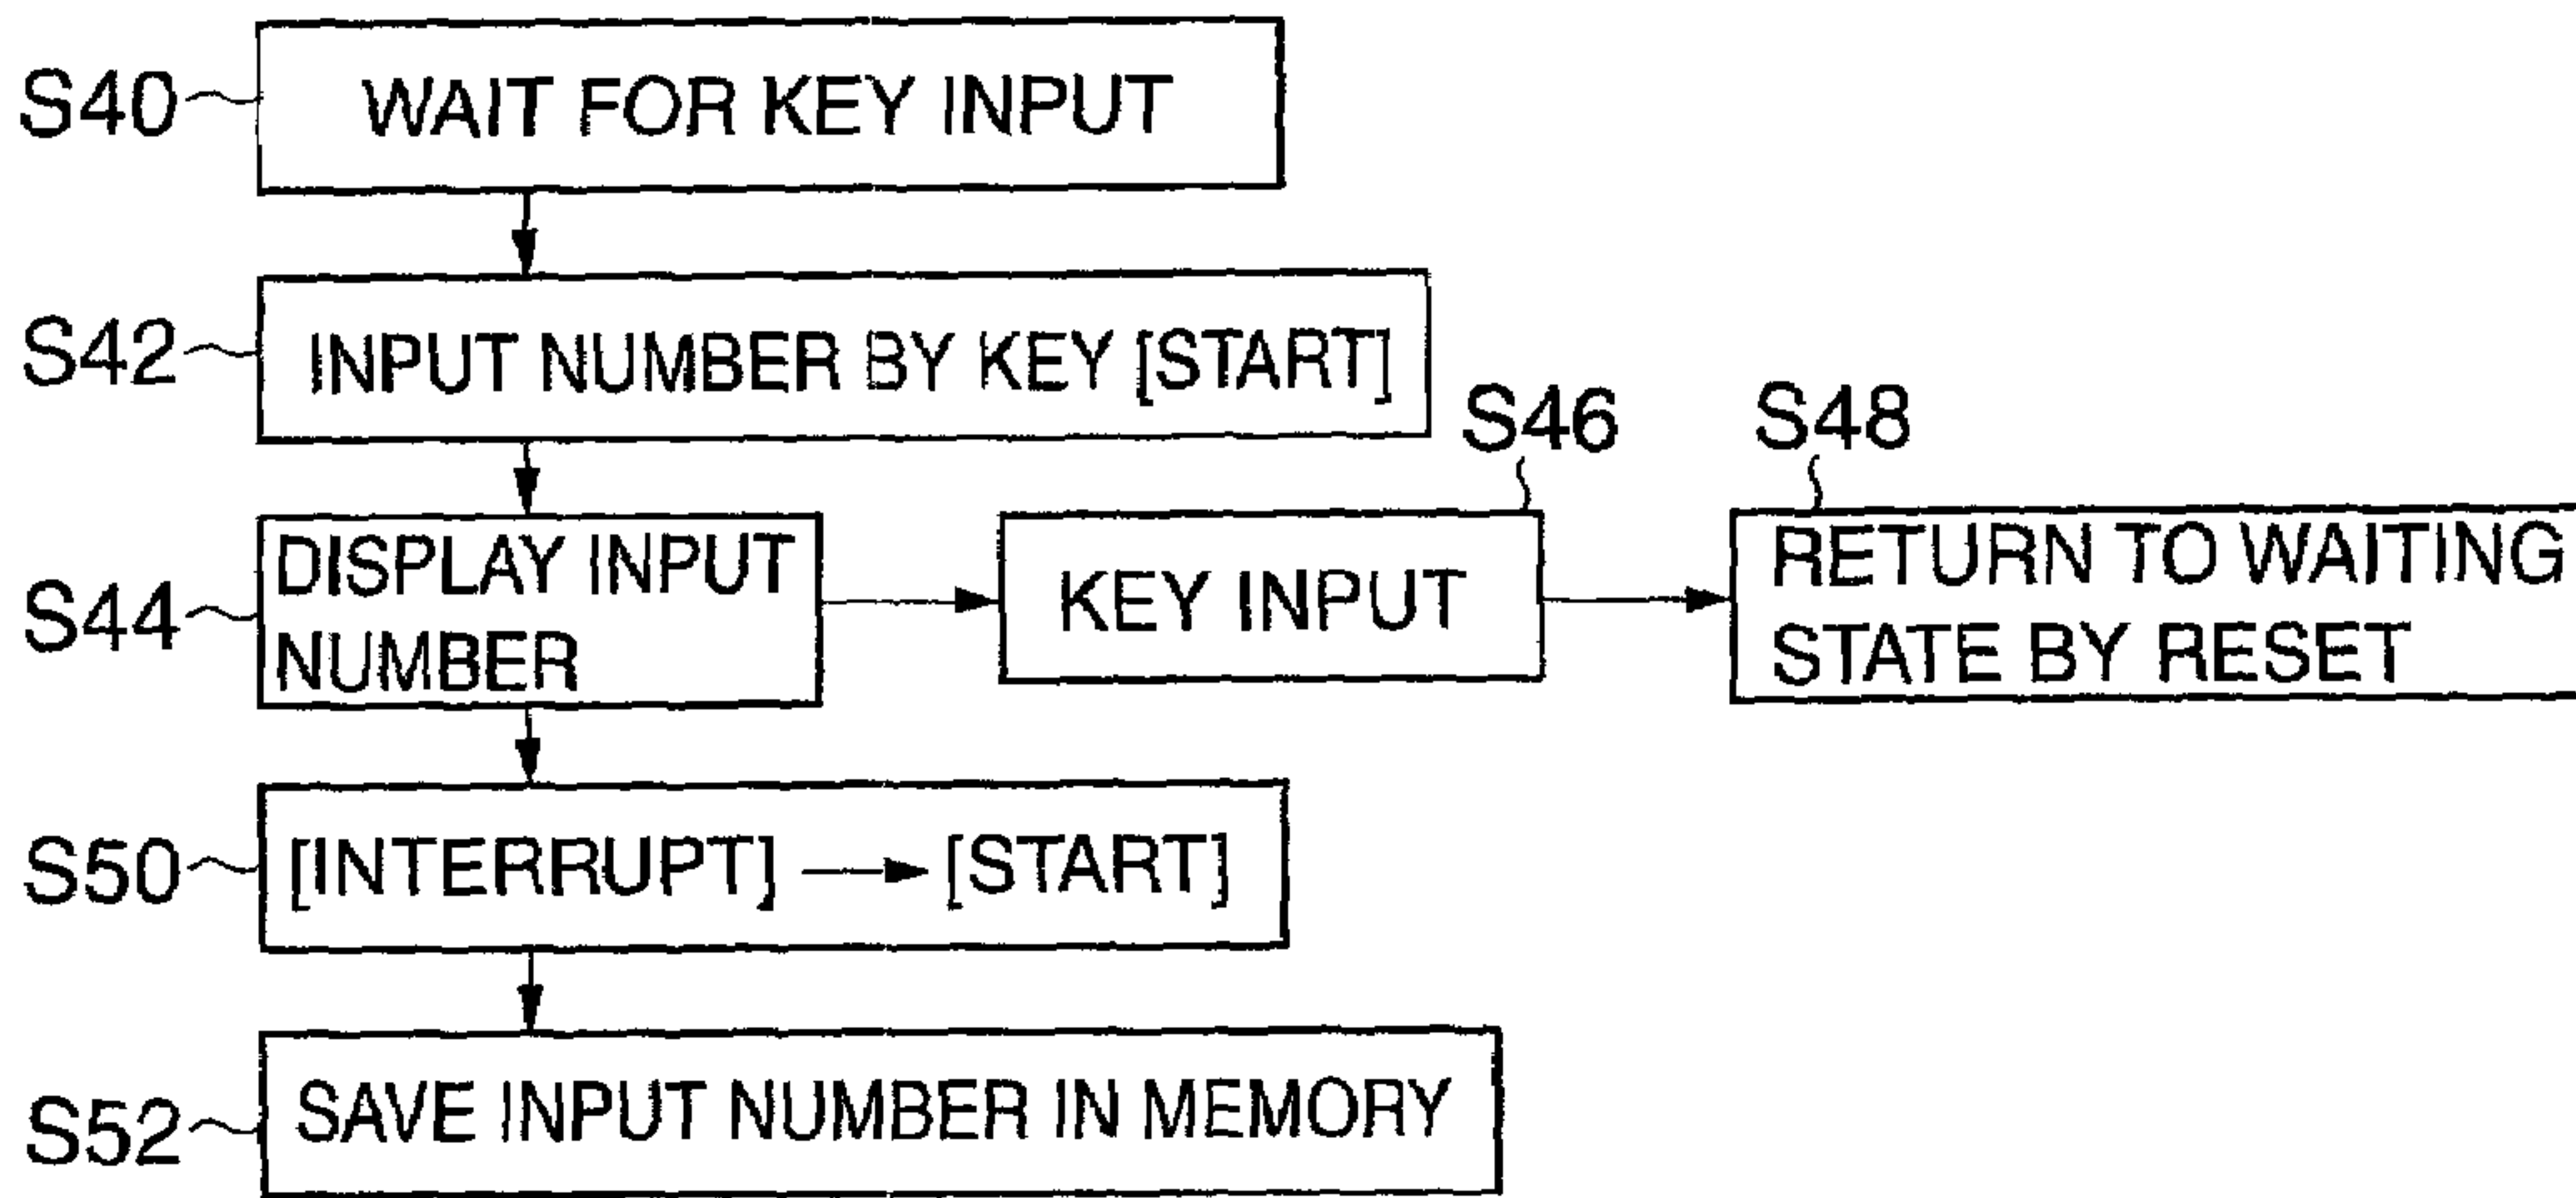 S40
WAIT FOR KEY INPUT
S42
INPUT NUMBER BY KEY [START]
S46
S48
S44
DISPLAY INPUT
NUMBER
KEY INPUT
RETURN TO WAITING
STATE BY RESET
S50
[INTERRUPT] → [START]
S52
SAVE INPUT NUMBER IN MEMORY